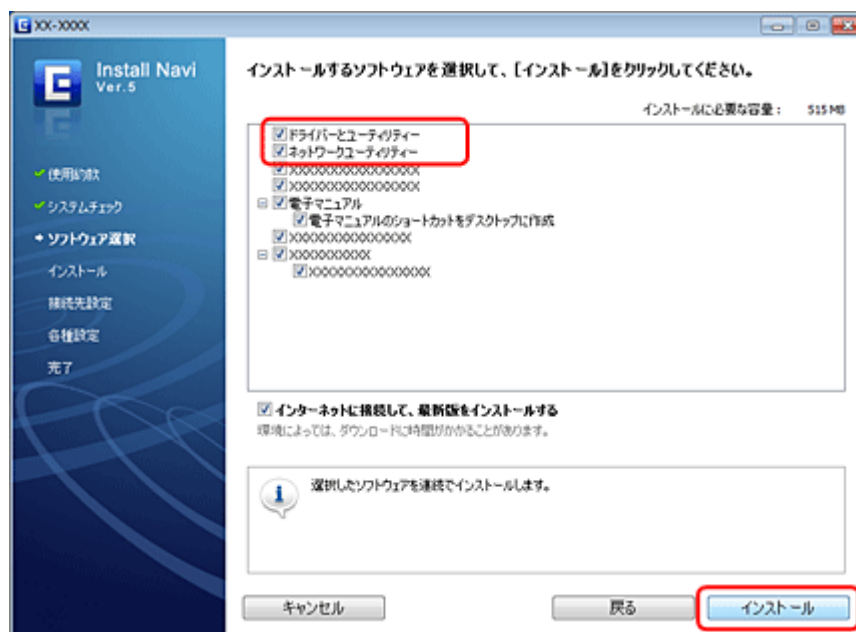 XX-XXXX
Install Navi
Ver.5
インストールするソフトウェアを選択して、[インストール]をクリックしてください。
インストールに必要な容量： 515 MB
ドライバーとユーティリティー
ネットワークユーティリティー
XXXXXXXXXXXXXXXXX
XXXXXXXXXXXXXXXXX
電子マニュアル
電子マニュアルのショートカットをデスクトップに作成
XXXXXXXXXXXXXXXX
XXXXXXXXXXX
XXXXXXXXXXXXXXXX
使用約款
システムチェック
ソフトウェア選択
インストール
接続先設定
各種設定
完了
インターネットに接続して、最新版をインストールする
環境によっては、ダウンロードに時間がかかることがあります。
選択したソフトウェアを連続でインストールします。
キャンセル
戻る
インストール